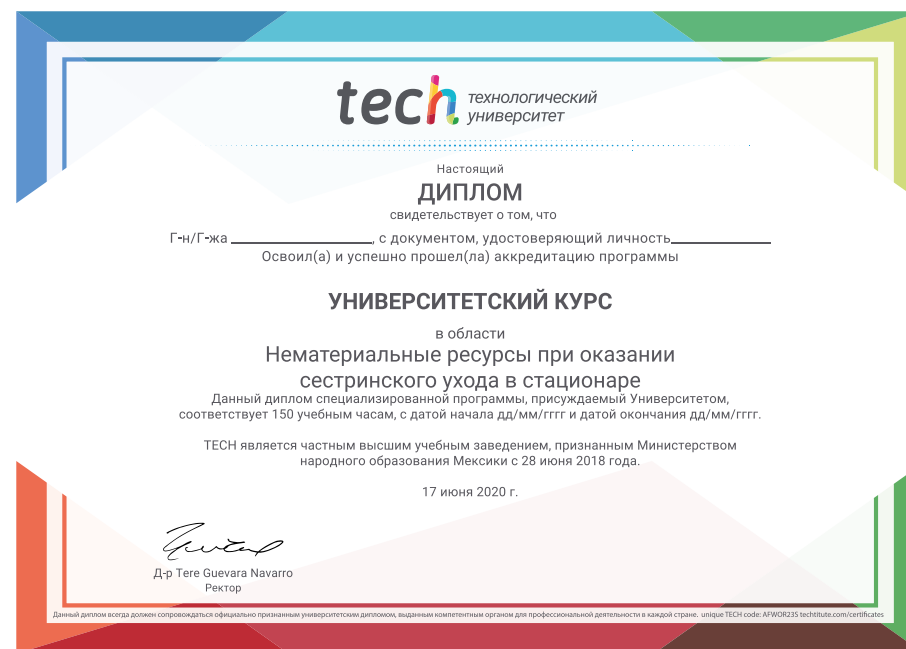 tech технологический
университет
Настоящий
ДИПЛОМ
свидетельствует о том, что
Г-н/Г-жа ____________, с документом, удостоверяющий личность____________
Освоил(а) и успешно прошел(ла) аккредитацию программы
УНИВЕРСИТЕТСКИЙ КУРС
в области
Нематериальные ресурсы при оказании
сестринского ухода в стационаре
Данный диплом специализированной программы, присуждаемый Университетом,
соответствует 150 учебным часам, с датой начала дд/мм/гггг и датой окончания дд/мм/гггг.
TECH является частным высшим учебным заведением, признанным Министерством
народного образования Мексики с 28 июня 2018 года.
17 июня 2020 г.
Д-р Tere Guevara Navarro
Ректор
Данный диплом всегда должен сопровождаться официально признанным университетским дипломом, выданным компетентным органом для профессиональной деятельности в каждой стране. unique TECH code: AFWOR23S techtitute.com/certificates